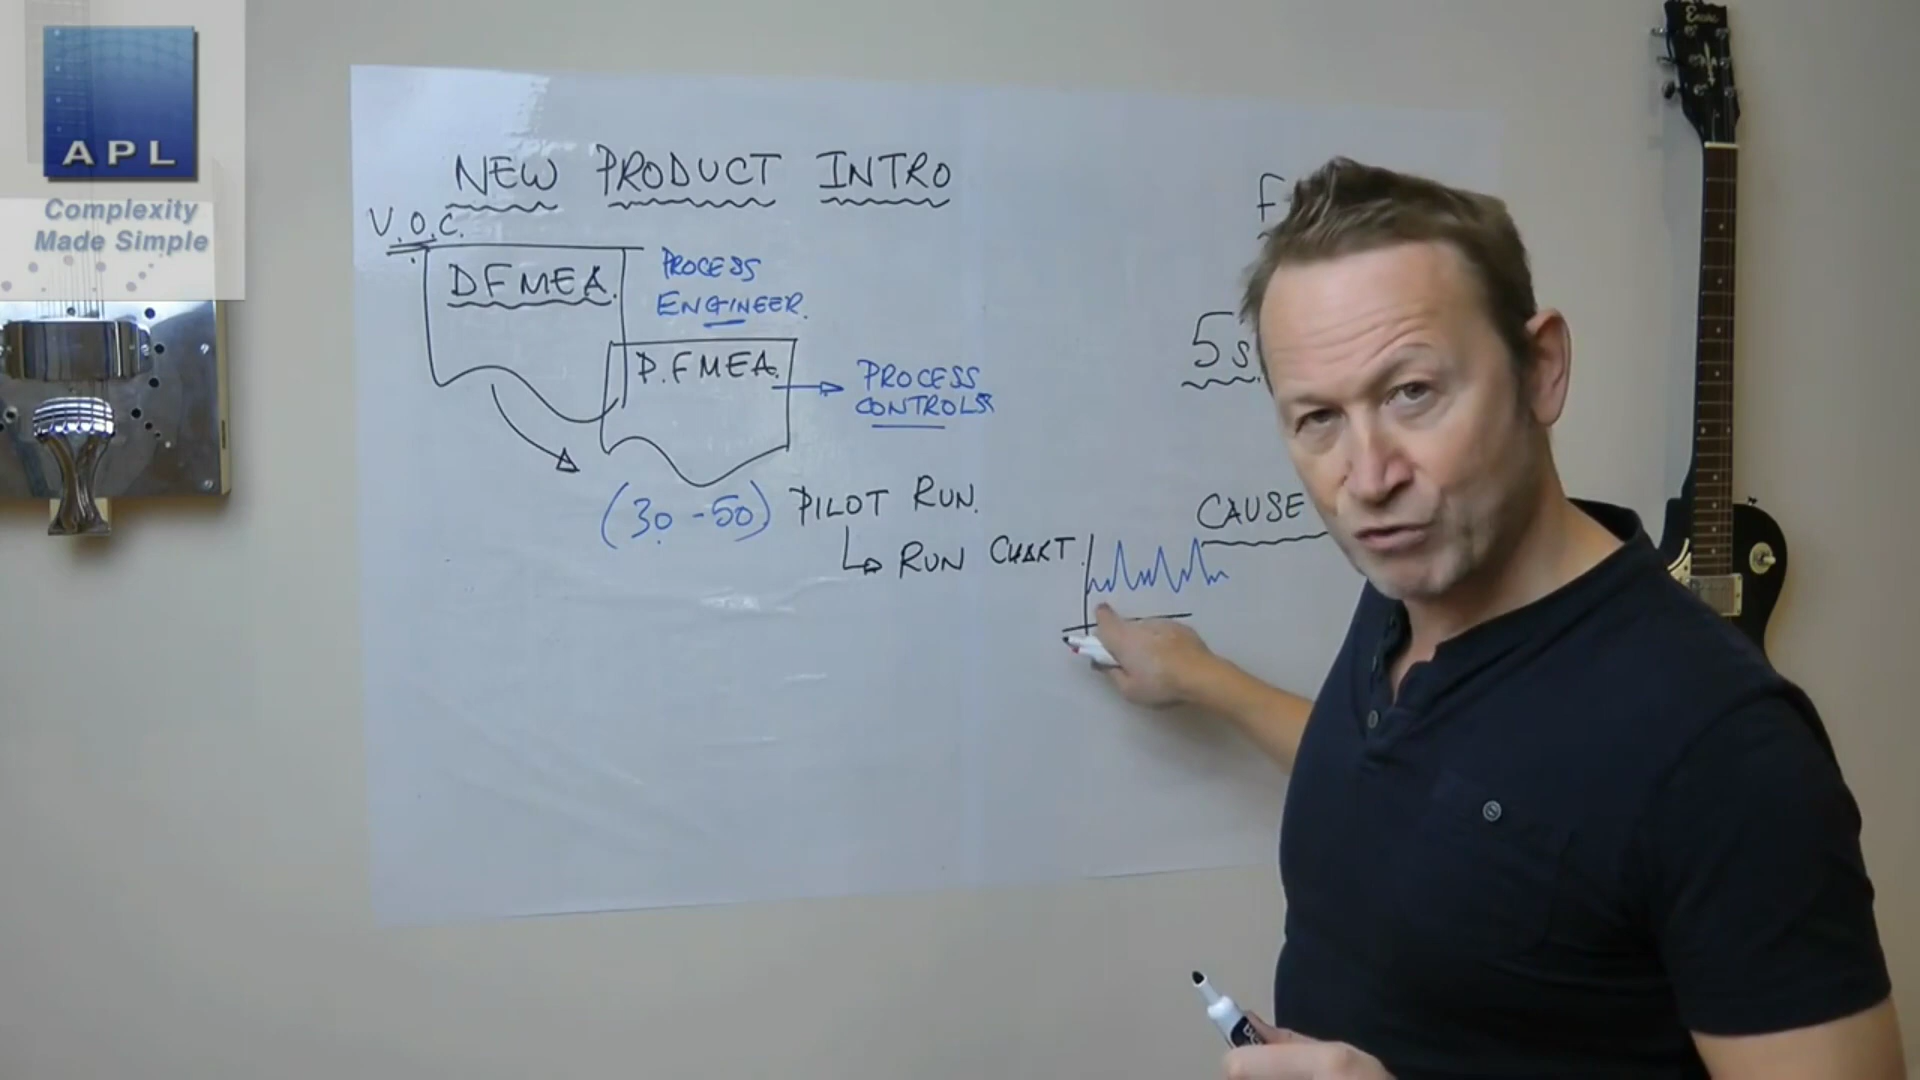 APL
Complexity
Made Simple
NEW PRODUCT INTRO
V.O.C.
DFMEA.
PROCESS
ENGINEER.
P.FMEA.
PROCESS
CONTROLS
5s.
(30-50) PILOT RUN.
CAUSE
RUN CHART.